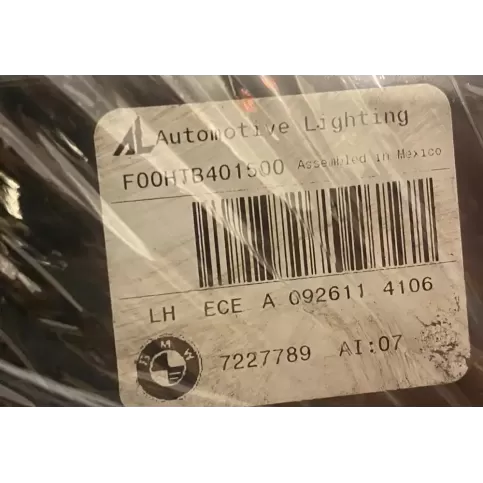 AL Automotive Lighting
F00HTB401500 Assembled in Mexico
LH ECE A 092611 4106
BMW 7227789 AI:07